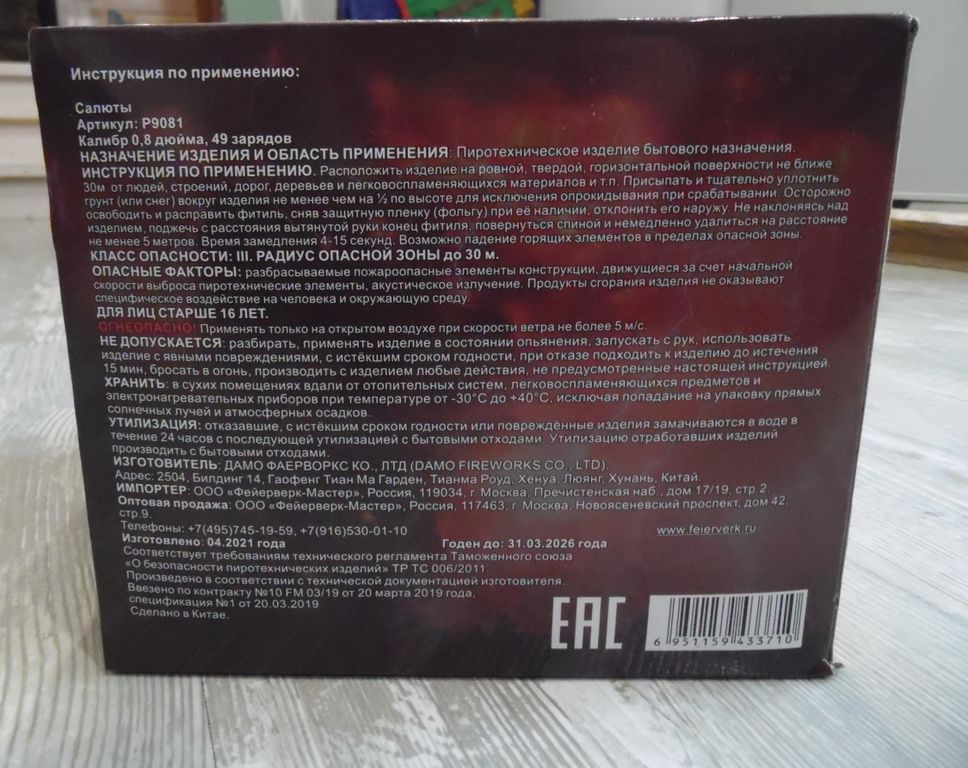 Инструкция по применению:
Салюты
Артикул: Р9081
Калибр 0,8 дюйма, 49 зарядов
НАЗНАЧЕНИЕ ИЗДЕЛИЯ И ОБЛАСТЬ ПРИМЕНЕНИЯ: Пиротехническое изделие бытового назначения.
ИНСТРУКЦИЯ ПО ПРИМЕНЕНИЮ. Расположить изделие на ровной, твердой, горизонтальной поверхности не ближе
30м от людей, строений, дорог, деревьев и легковоспламеняющихся материалов и т.п. Присыпать и тщательно уплотнить
грунт (или снег) вокруг изделия не менее чем на ½ по высоте для исключения опрокидывания при срабатывании. Осторожно
освободить и расправить фитиль, сняв защитную пленку (фольгу) при её наличии, отклонить его наружу. Не наклоняясь над
изделием, поджечь с расстояния вытянутой руки конец фитиля, повернуться спиной и немедленно удалиться на расстояние
не менее 5 метров. Время замедления 4-15 секунд. Возможно падение горящих элементов в пределах опасной зоны.
КЛАСС ОПАСНОСТИ: III. РАДИУС ОПАСНОЙ ЗОНЫ до 30 м.
ОПАСНЫЕ ФАКТОРЫ: разбрасываемые пожароопасные элементы конструкции, движущиеся за счет начальной
скорости выброса пиротехнические элементы, акустическое излучение. Продукты сгорания изделия не оказывают
специфическое воздействие на человека и окружающую среду.
ДЛЯ ЛИЦ СТАРШЕ 16 ЛЕТ.
ОГНЕОПАСНО! Применять только на открытом воздухе при скорости ветра не более 5 м/с.
НЕ ДОПУСКАЕТСЯ: разбирать, применять изделие в состоянии опьянения, запускать с рук, использовать
изделие с явными повреждениями, с истёкшим сроком годности, при отказе подходить к изделию до истечения
15 мин, бросать в огонь, производить с изделием любые действия, не предусмотренные настоящей инструкцией.
ХРАНИТЬ: в сухих помещениях вдали от отопительных систем, легковоспламеняющихся предметов и
электронагревательных приборов при температуре от -30°С до +40°С, исключая попадание на упаковку прямых
солнечных лучей и атмосферных осадков.
УТИЛИЗАЦИЯ: отказавшие, с истёкшим сроком годности или повреждённые изделия замачиваются в воде в
течение 24 часов с последующей утилизацией с бытовыми отходами. Утилизацию отработавших изделий
производить с бытовыми отходами.
ИЗГОТОВИТЕЛЬ: ДАМО ФАЕРВОРКС КО., ЛТД (DAMO FIREWORKS CO., LTD)
Адрес: 2504, Билдинг 14, Гаофенг Тиан Ма Гарден, Тианма Роуд, Хенуа, Люянг, Хунань, Китай.
ИМПОРТЕР: ООО «Фейерверк-Мастер», Россия, 119034, г. Москва, Пречистенская наб., дом 17/19, стр.2.
Оптовая продажа: ООО «Фейерверк-Мастер», Россия, 117463, г. Москва, Новоясеневский проспект, дом 42,
стр.9.
Телефоны: +7(495)745-19-59, +7(916)530-01-10 www.feierverk.ru
Изготовлено: 04.2021 года Годен до: 31.03.2026 года
Соответствует требованиям технического регламента Таможенного союза
«О безопасности пиротехнических изделий» ТР ТС 006/2011.
Произведено в соответствии с технической документацией изготовителя.
Ввезено по контракту №10 FM 03/19 от 20 марта 2019 года,
спецификация №1 от 20.03.2019
Сделано в Китае.
EAC
6 951159 433710